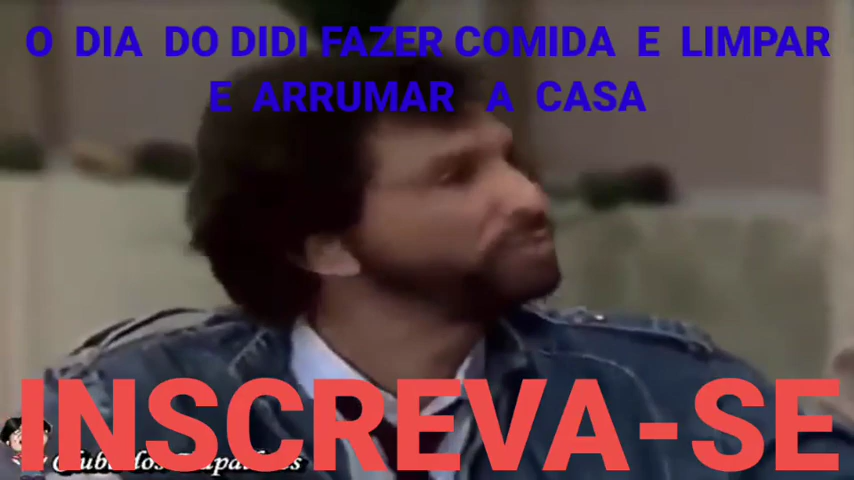 O DIA DO DIDI FAZER COMIDA E LIMPAR
E ARRUMAR A CASA
INSCREVA-SE